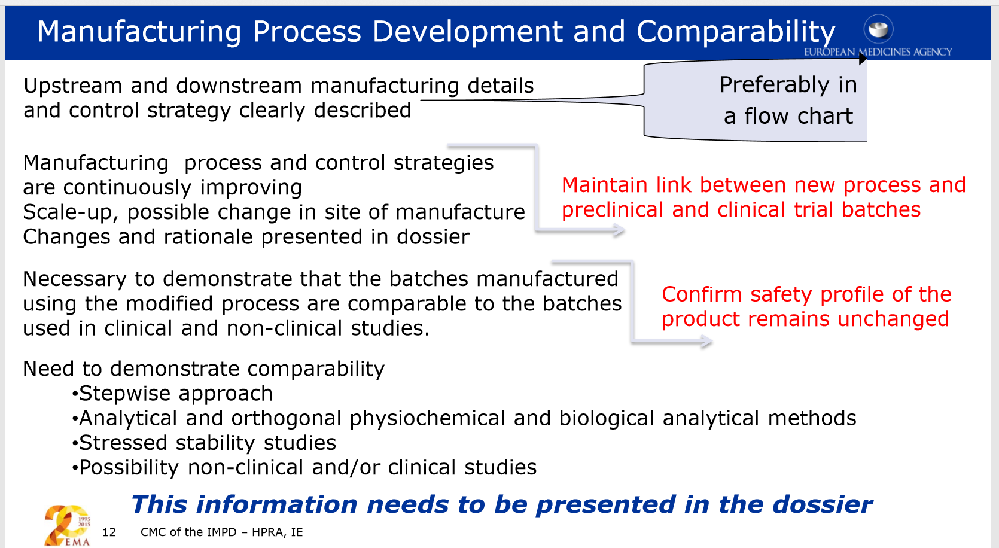 Manufacturing Process Development and Comparability
EUROPEAN MEDICINES AGENCY
Upstream and downstream manufacturing details
and control strategy clearly described
Preferably in
a flow chart
Manufacturing  process and control strategies
are continuously improving
Scale-up, possible change in site of manufacture
Changes and rationale presented in dossier
Maintain link between new process and
preclinical and clinical trial batches
Necessary to demonstrate that the batches manufactured
using the modified process are comparable to the batches
used in clinical and non-clinical studies.
Confirm safety profile of the
product remains unchanged
Need to demonstrate comparability
•Stepwise approach
•Analytical and orthogonal physiochemical and biological analytical methods
•Stressed stability studies
•Possibility non-clinical and/or clinical studies
This information needs to be presented in the dossier
1995
2015
EMA
12 CMC of the IMPD – HPRA, IE